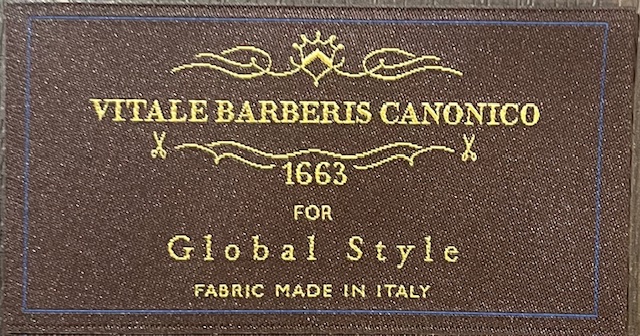 VITALE BARBERIS CANONICO
1663
FOR
Global Style
FABRIC MADE IN ITALY